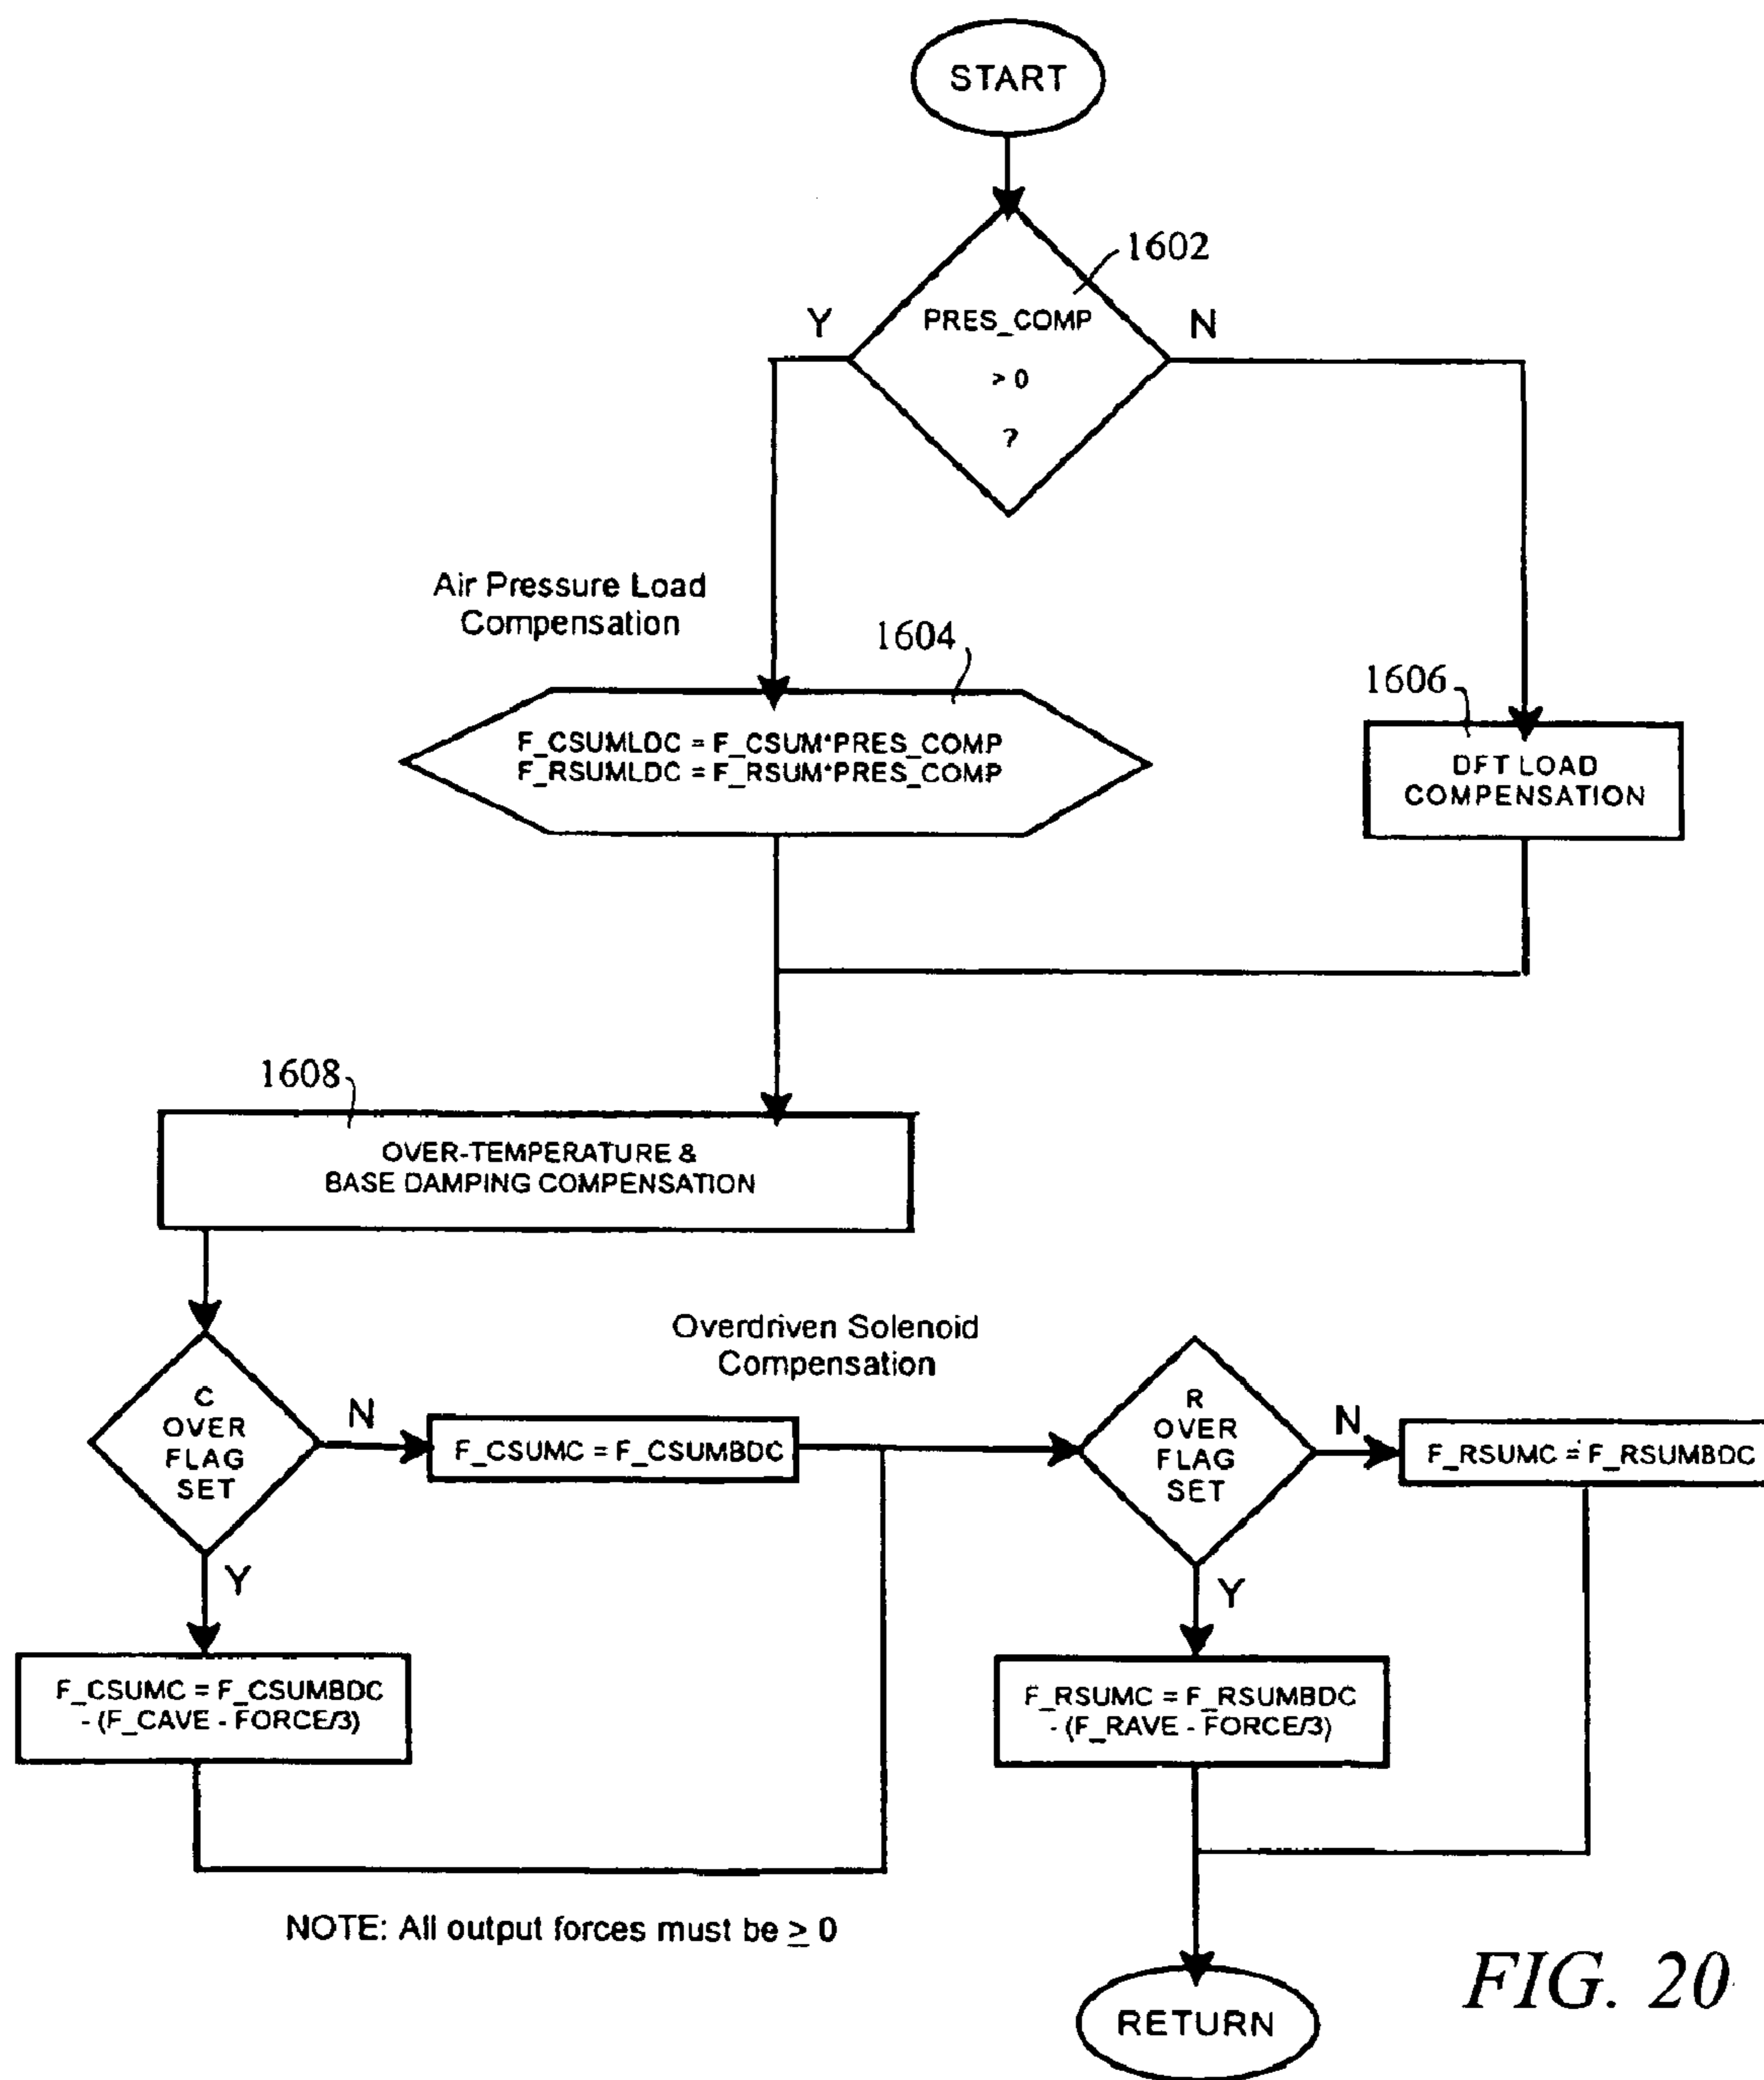 START
1602
Y
PRES_COMP
> 0
?
N
Air Pressure Load
Compensation
1604
F_CSUMLDC = F_CSUM*PRES_COMP
F_RSUMLDC = F_RSUM*PRES_COMP
1606
DFT LOAD
COMPENSATION
1608
OVER-TEMPERATURE &
BASE DAMPING COMPENSATION
Overdriven Solenoid
Compensation
C
OVER
FLAG
SET
N
F_CSUMC = F_CSUMBDC
R
OVER
FLAG
SET
N
F_RSUMC = F_RSUMBDC
Y
F_CSUMC = F_CSUMBDC
- (F_CAVE - FORCE/3)
Y
F_RSUMC = F_RSUMBDC
- (F_RAVE - FORCE/3)
NOTE: All output forces must be ≥ 0
RETURN
FIG. 20